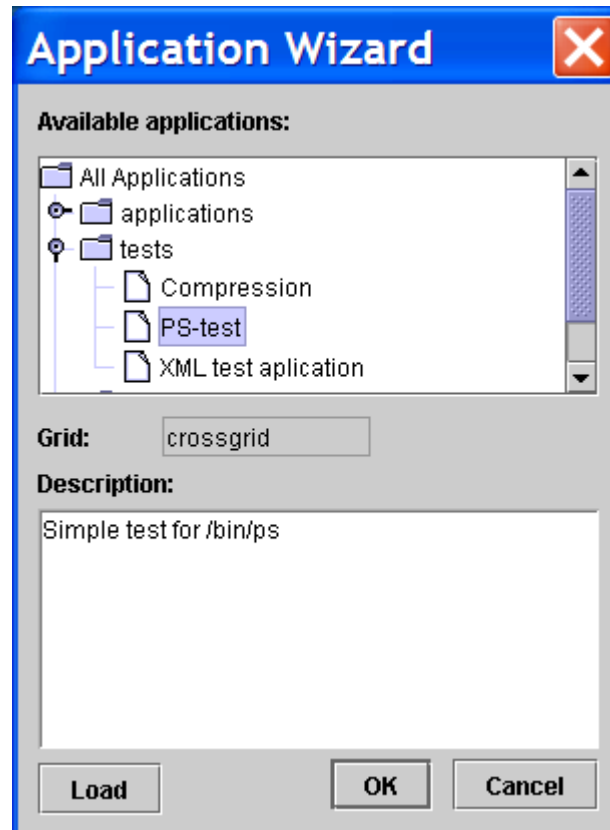 Application Wizard
Available applications:
All Applications
applications
tests
Compression
PS-test
XML test aplication
Grid: crossgrid
Description:
Simple test for /bin/ps
Load OK Cancel